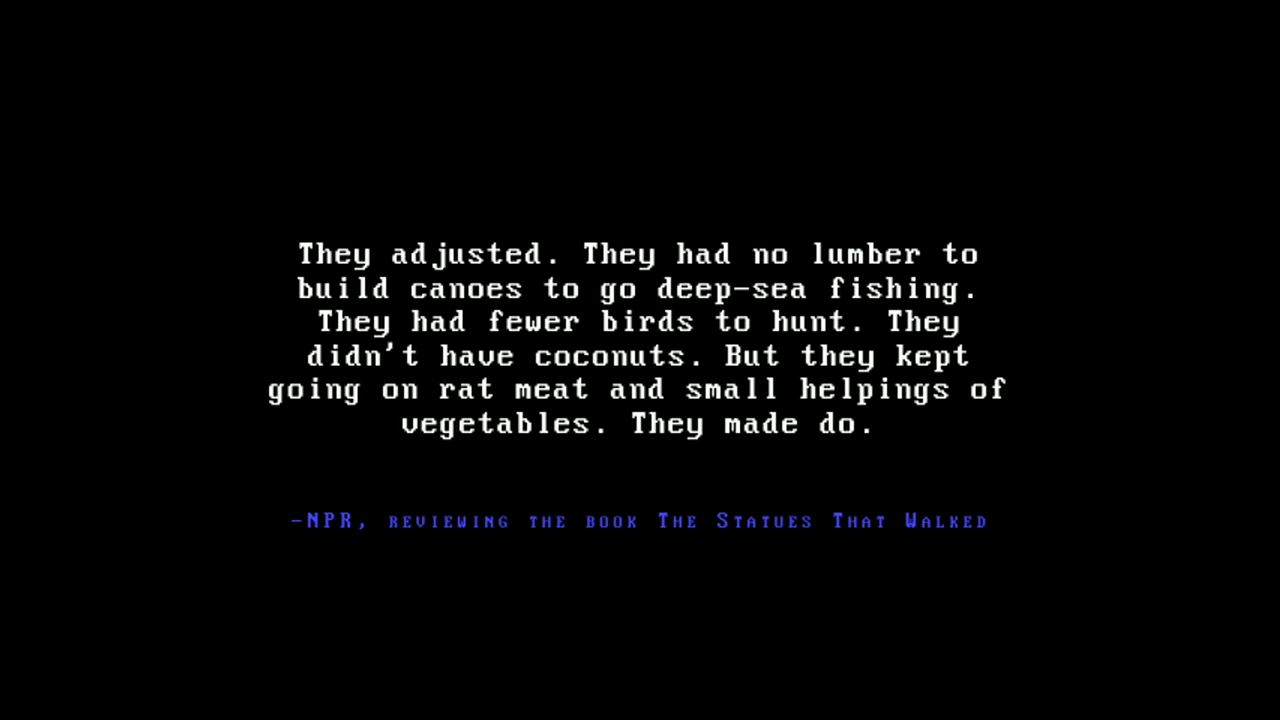 They adjusted. They had no lumber to
build canoes to go deep-sea fishing.
They had fewer birds to hunt. They
didn't have coconuts. But they kept
going on rat meat and small helpings of
vegetables. They made do.
-NPR, REVIEWING THE BOOK THE STATUES THAT WALKED